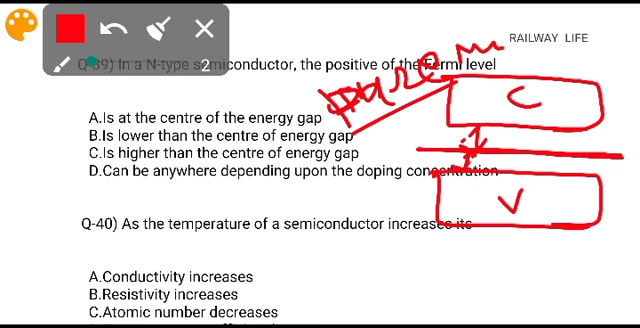 RAILWAY LIFE
2
Q-39) In a N-type semiconductor, the positive of the Fermi level
A.Is at the centre of the energy gap
B.Is lower than the centre of energy gap
C.Is higher than the centre of energy gap
D.Can be anywhere depending upon the doping concentration
C
V
Q-40) As the temperature of a semiconductor increases its
A.Conductivity increases
B.Resistivity increases
C.Atomic number decreases